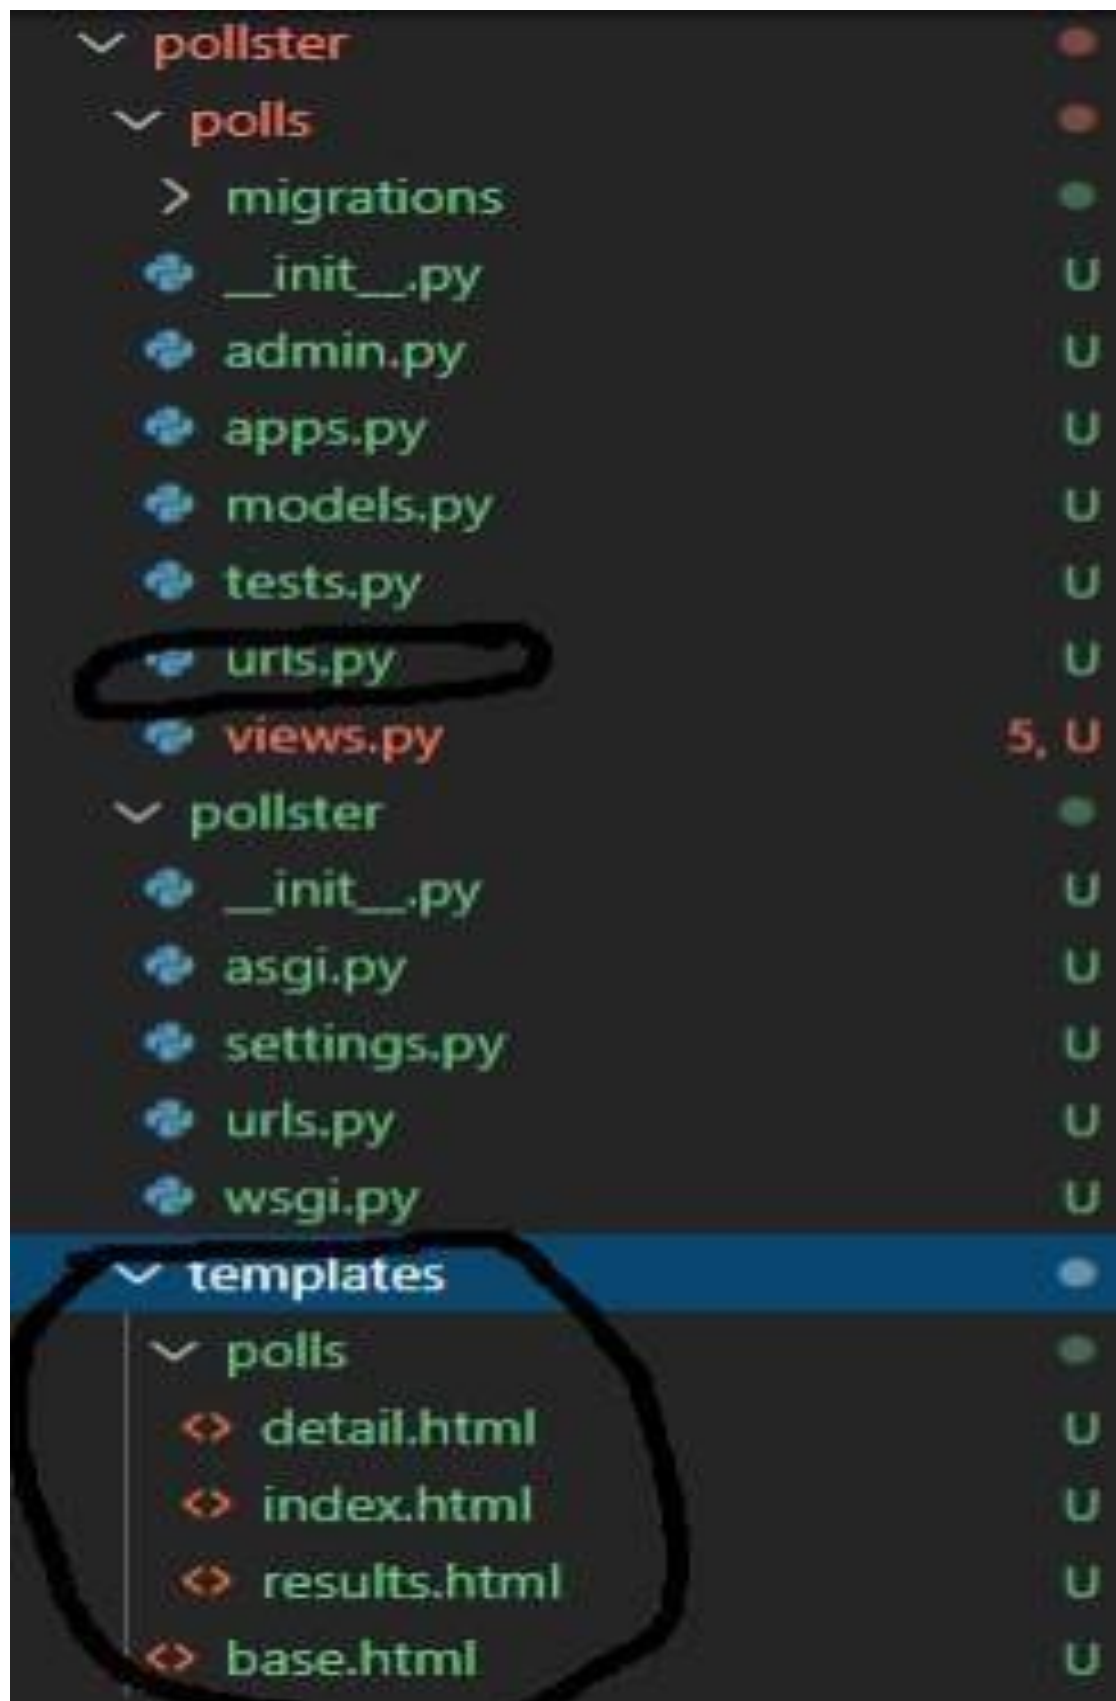 pollster
polls
migrations
__init__.py U
admin.py U
apps.py U
models.py U
tests.py U
urls.py U
views.py 5, U
pollster
__init__.py U
asgi.py U
settings.py U
urls.py U
wsgi.py U
templates
polls
detail.html U
index.html U
results.html U
base.html U